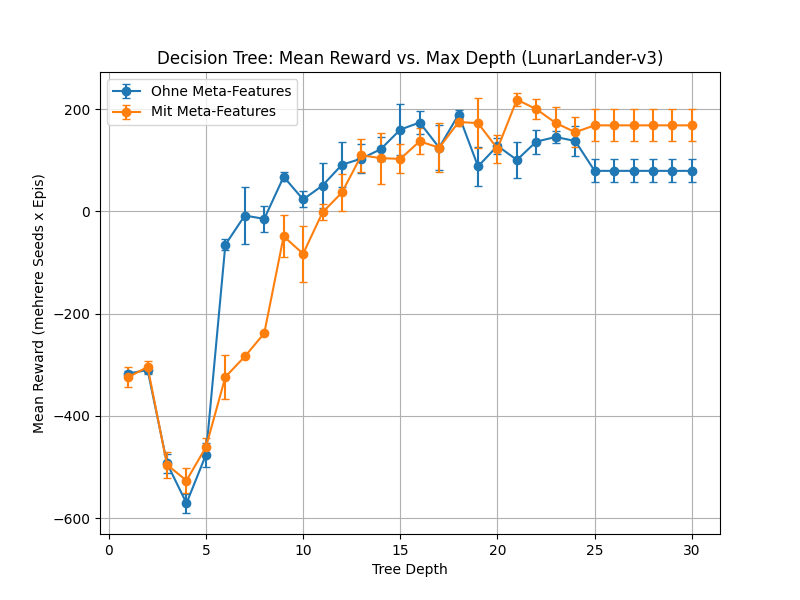 Decision Tree: Mean Reward vs. Max Depth (LunarLander-v3)
Ohne Meta-Features
Mit Meta-Features
Mean Reward (mehrere Seeds x Epis)
200
0
−200
−400
−600
0 5 10 15 20 25 30
Tree Depth